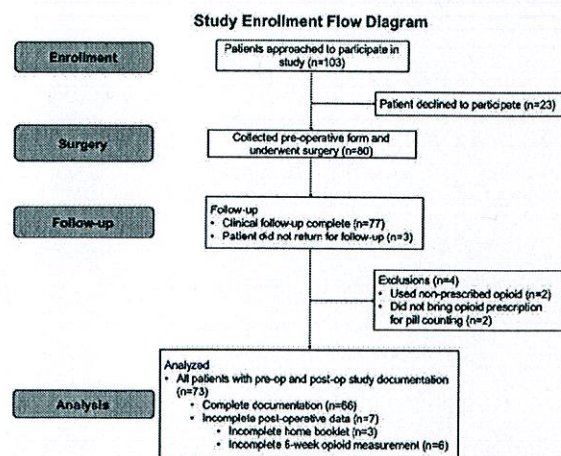 Study Enrollment Flow Diagram
Enrollment
Patients approached to participate in
study (n=103)
Patient declined to participate (n=23)
Surgery
Collected pre-operative form and
underwent surgery (n=80)
Follow-up
Follow-up
• Clinical follow-up complete (n=77)
• Patient did not return for follow-up (n=3)
Exclusions (n=4)
• Used non-prescribed opioid (n=2)
• Did not bring opioid prescription
for pill counting (n=2)
Analysis
Analyzed
• All patients with pre-op and post-op study documentation
(n=73)
• Complete documentation (n=66)
• Incomplete post-operative data (n=7)
• Incomplete home booklet (n=3)
• Incomplete 6-week opioid measurement (n=6)